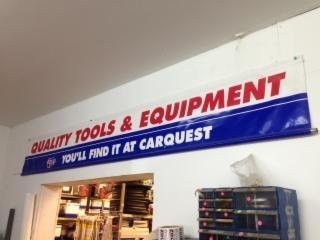 QUALITY TOOLS & EQUIPMENT
YOU'LL FIND IT AT CARQUEST